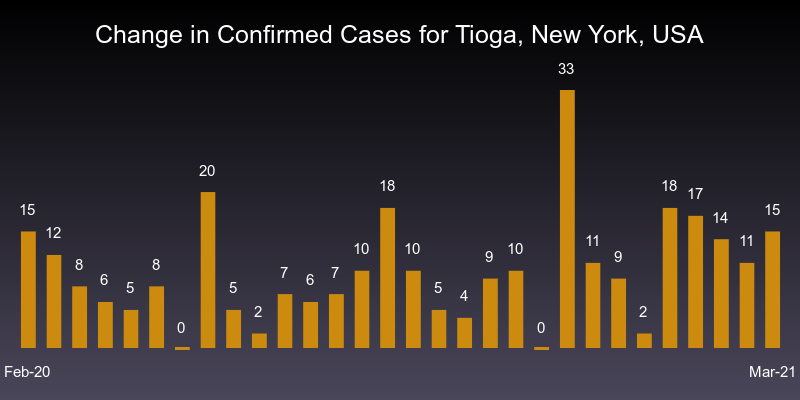 Change in Confirmed Cases for Tioga, New York, USA
15 12 8 6 5 8 0 20 5 2 7 6 7 10 18 10 5 4 9 10 0 33 11 9 2 18 17 14 11 15
Feb-20 Mar-21